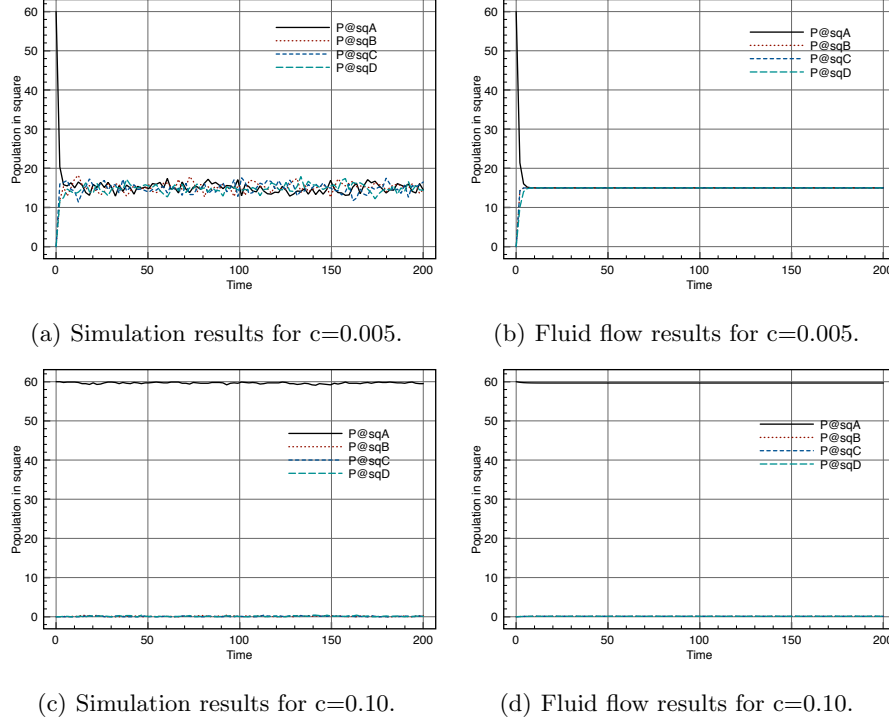 60
50
40
30
20
10
0
Population in square
P@sqA
P@sqB
P@sqC
P@sqD
0
50
100
150
200
Time
(a) Simulation results for c=0.005.
60
50
40
30
20
10
0
Population in square
P@sqA
P@sqB
P@sqC
P@sqD
0
50
100
150
200
Time
(b) Fluid flow results for c=0.005.
60
50
40
30
20
10
0
Population in square
P@sqA
P@sqB
P@sqC
P@sqD
0
50
100
150
200
Time
(c) Simulation results for c=0.10.
60
50
40
30
20
10
0
Population in square
P@sqA
P@sqB
P@sqC
P@sqD
0
50
100
150
200
Time
(d) Fluid flow results for c=0.10.